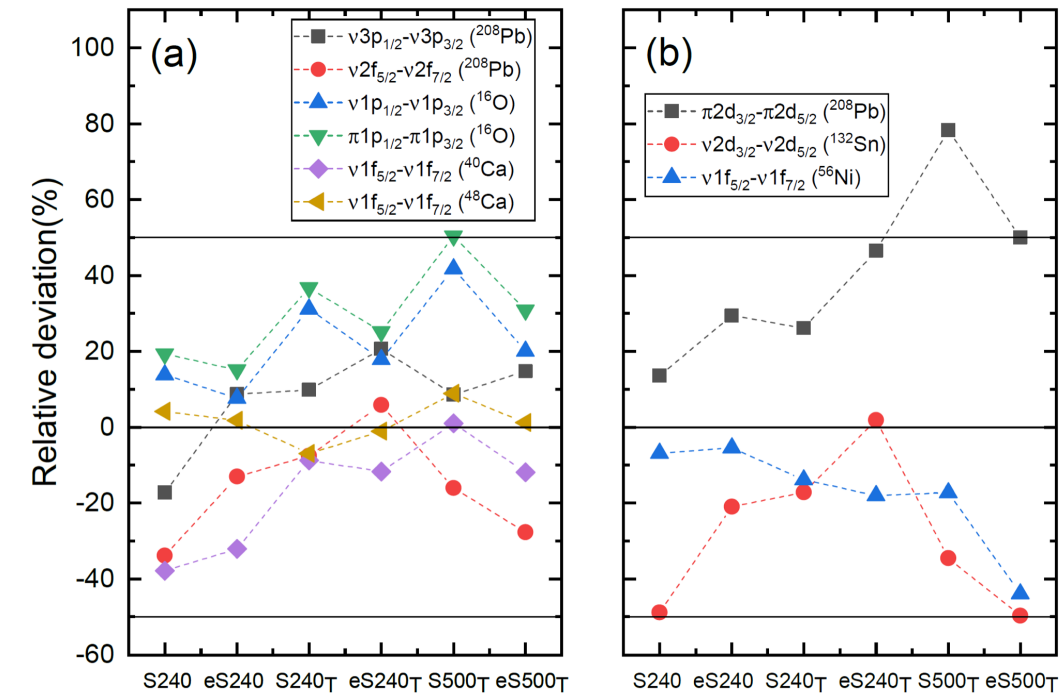 (a)
ν3p1/2-ν3p3/2 (208Pb)
ν2f5/2-ν2f7/2 (208Pb)
ν1p1/2-ν1p3/2 (16O)
π1p1/2-π1p3/2 (16O)
ν1f5/2-ν1f7/2 (40Ca)
ν1f5/2-ν1f7/2 (48Ca)
(b)
π2d3/2-π2d5/2 (208Pb)
ν2d3/2-ν2d5/2 (132Sn)
ν1f5/2-ν1f7/2 (56Ni)
Relative deviation(%)
100
80
60
40
20
0
-20
-40
-60
S240 eS240 S240T eS240T S500T eS500T
S240 eS240 S240T eS240T S500T eS500T